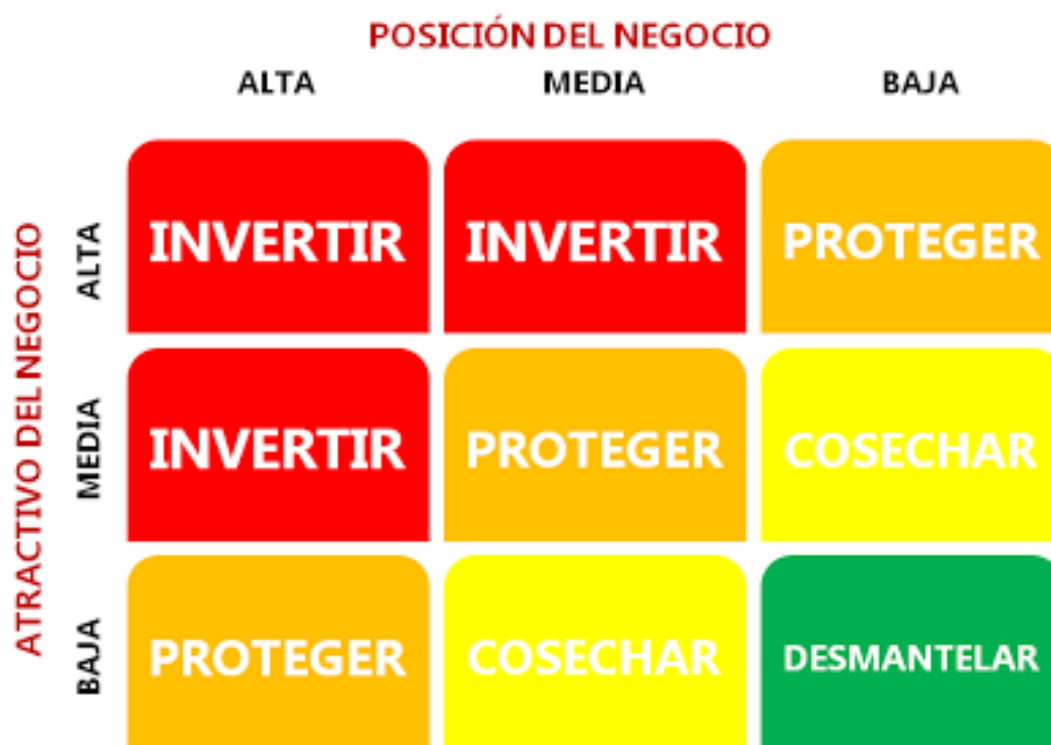 POSICIÓN DEL NEGOCIO
ALTA MEDIA BAJA
ATRACTIVO DEL NEGOCIO
ALTA
INVERTIR INVERTIR PROTEGER
MEDIA
INVERTIR PROTEGER COSECHAR
BAJA
PROTEGER COSECHAR DESMANTELAR